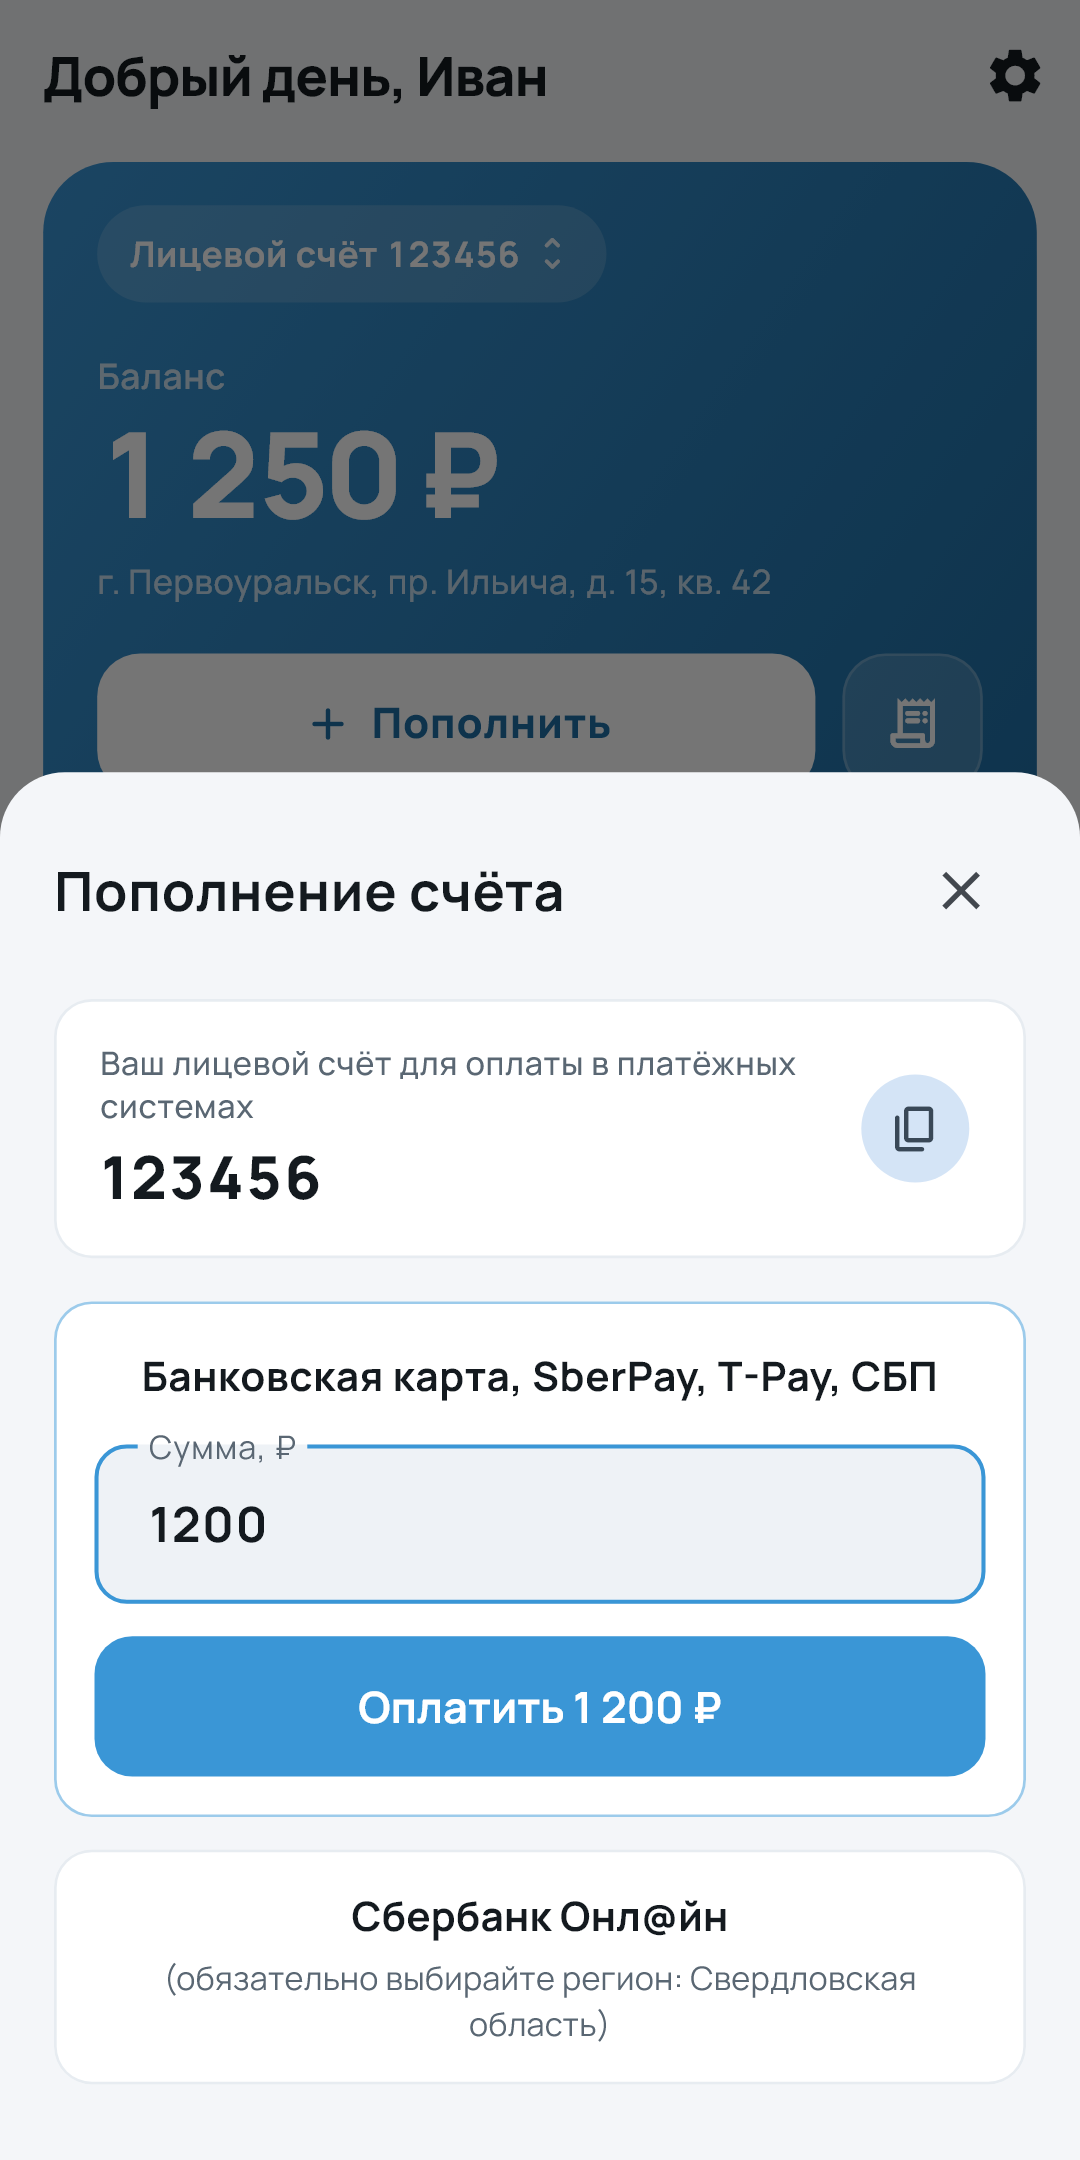 Добрый день, Иван
Лицевой счёт 123456
Баланс
1 250 ₽
г. Первоуральск, пр. Ильича, д. 15, кв. 42
+ Пополнить
Пополнение счёта
Ваш лицевой счёт для оплаты в платёжных
системах
123456
Банковская карта, SberPay, T-Pay, СБП
Сумма, ₽
1200
Оплатить 1 200 ₽
Сбербанк Онл@йн
(обязательно выбирайте регион: Свердловская
область)